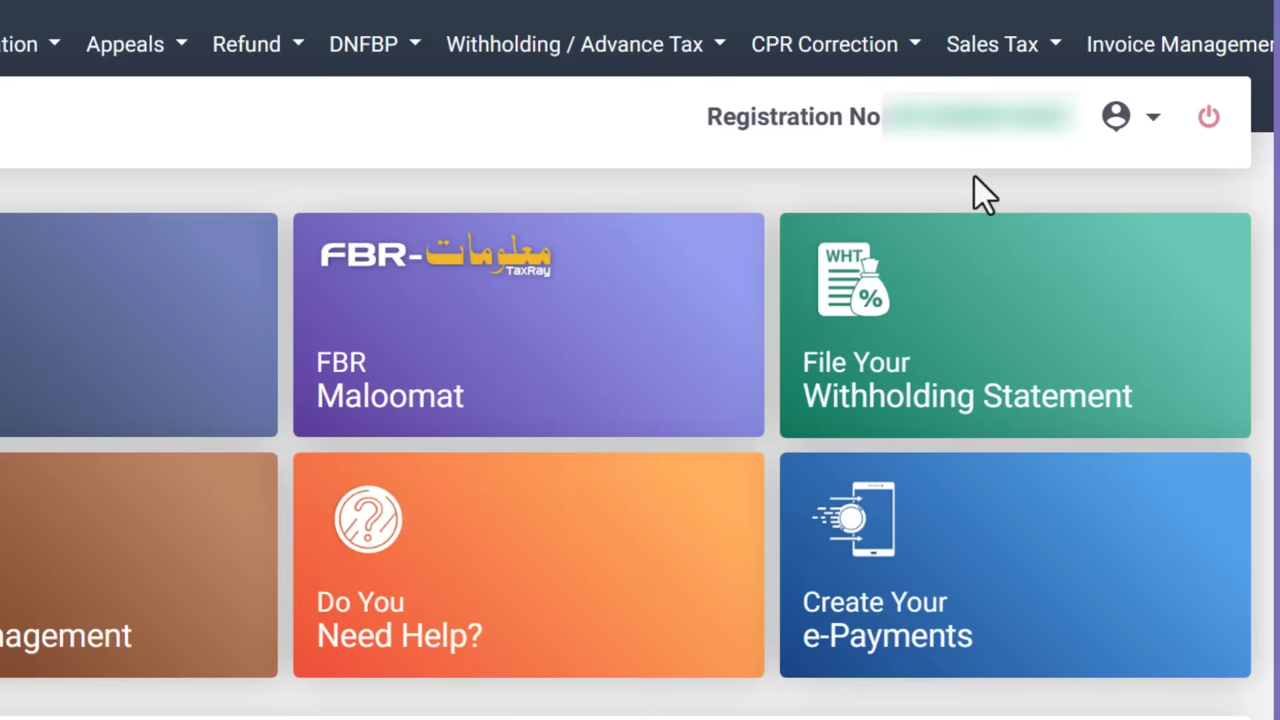 tion Appeals Refund DNFBP Withholding / Advance Tax CPR Correction Sales Tax Invoice Managemen
Registration No
FBR-معلومات
TaxRay
FBR
Maloomat
WHT
%
File Your
Withholding Statement
nagement
Do You
Need Help?
Create Your
e-Payments